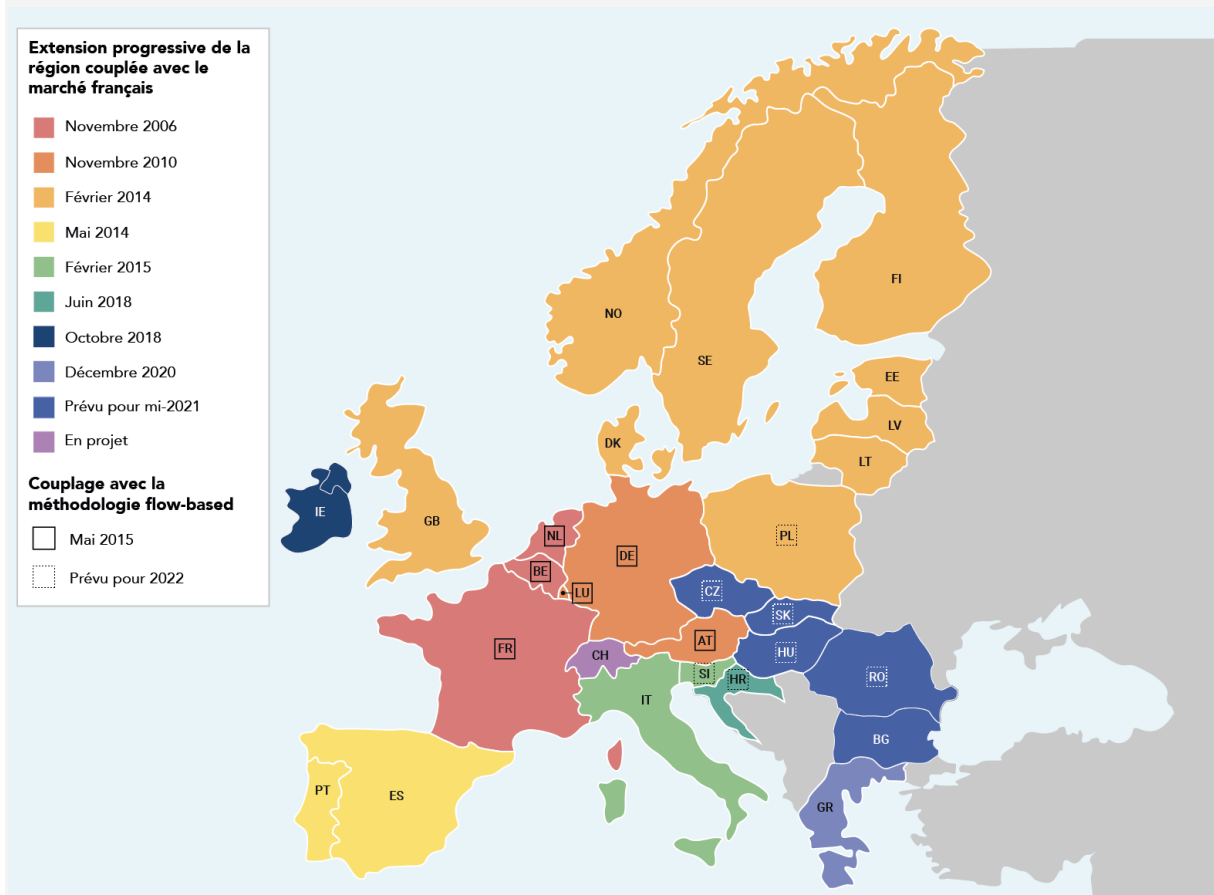 Extension progressive de la
région couplée avec le
marché français
Novembre 2006
Novembre 2010
Février 2014
Mai 2014
Février 2015
Juin 2018
Octobre 2018
Décembre 2020
Prévu pour mi-2021
En projet
Couplage avec la
méthodologie flow-based
Mai 2015
Prévu pour 2022
FI
NO
SE
EE
LV
DK
LT
IE
GB
NL
PL
DE
BE
CZ
LU
SK
AT
FR
HU
CH
SI
HR
RO
IT
BG
PT
ES
GR